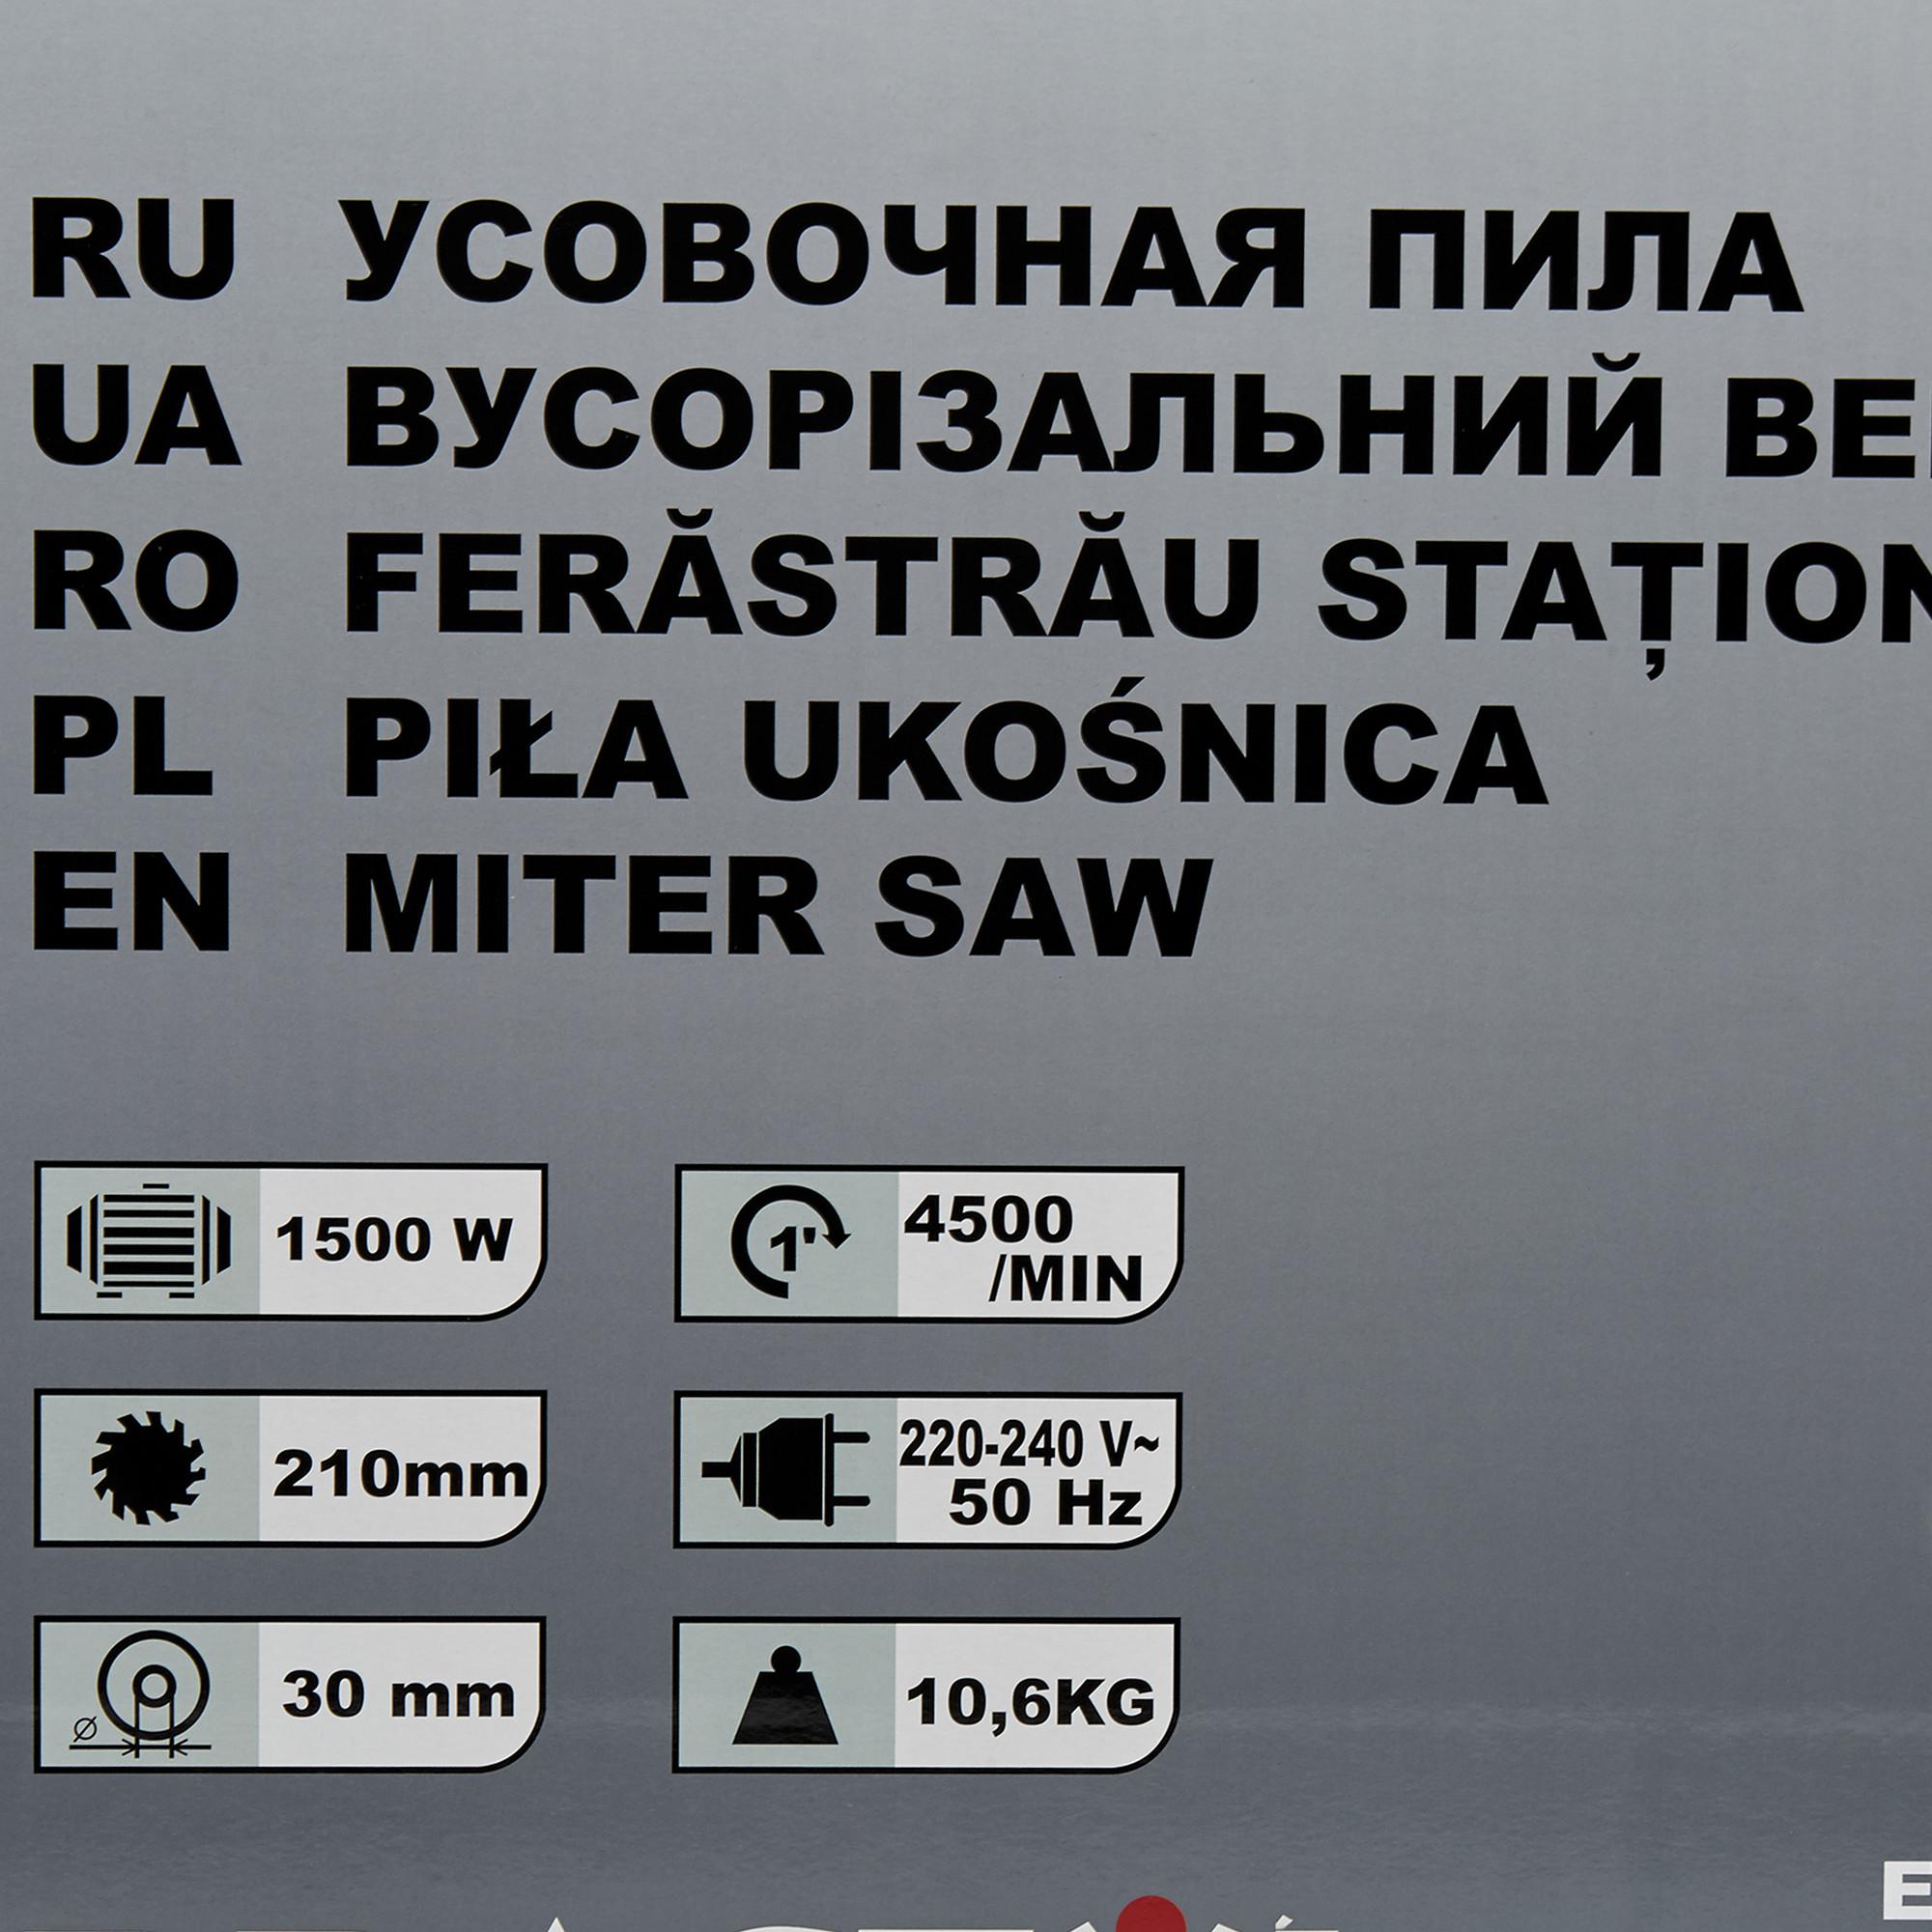 RU УСОВОЧНАЯ ПИЛА
UA ВУСОРІЗАЛЬНИЙ
RO FERĂSTRĂU
PL PIŁA UKOŚNICA
EN MITER SAW
1500 W
4500
/MIN
210mm
220-240 V~
50 Hz
30 mm
10,6KG